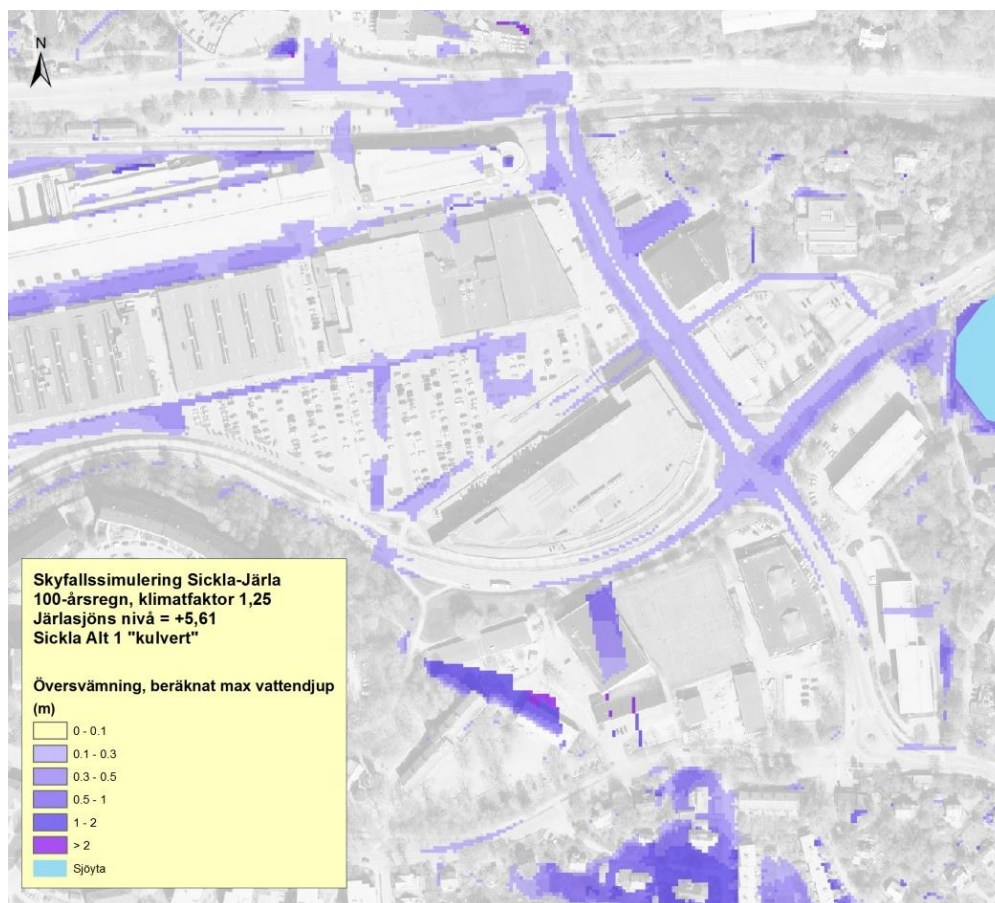 N
Skyfallssimulering Sickla-Järla
100-årsregn, klimatfaktor 1,25
Järlasjöns nivå = +5,61
Sickla Alt 1 "kulvert"
Översvämning, beräknat max vattendjup
(m)
0 - 0.1
0.1 - 0.3
0.3 - 0.5
0.5 - 1
1 - 2
> 2
Sjöyta